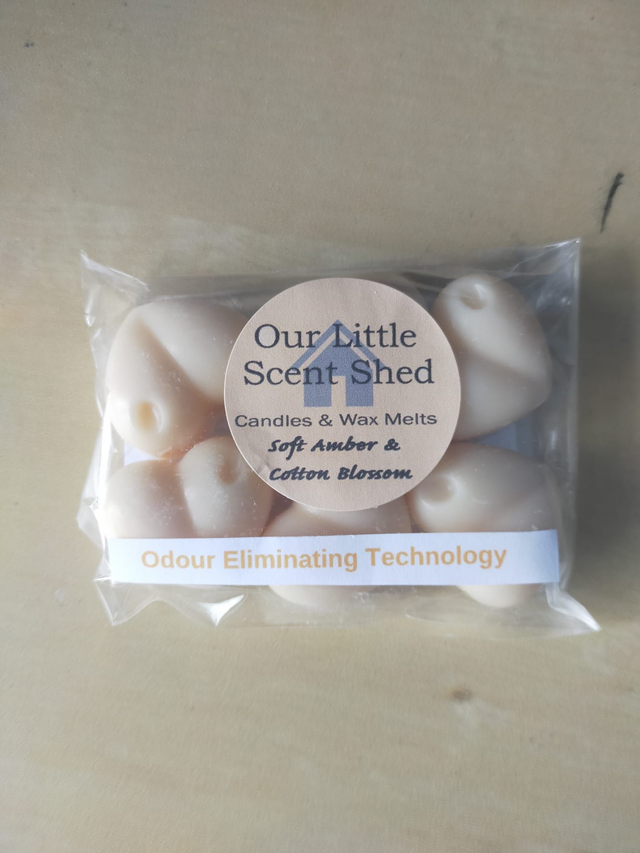 Our Little
Scent Shed
Candles & Wax Melts
Soft Amber &
Cotton Blossom
Odour Eliminating Technology